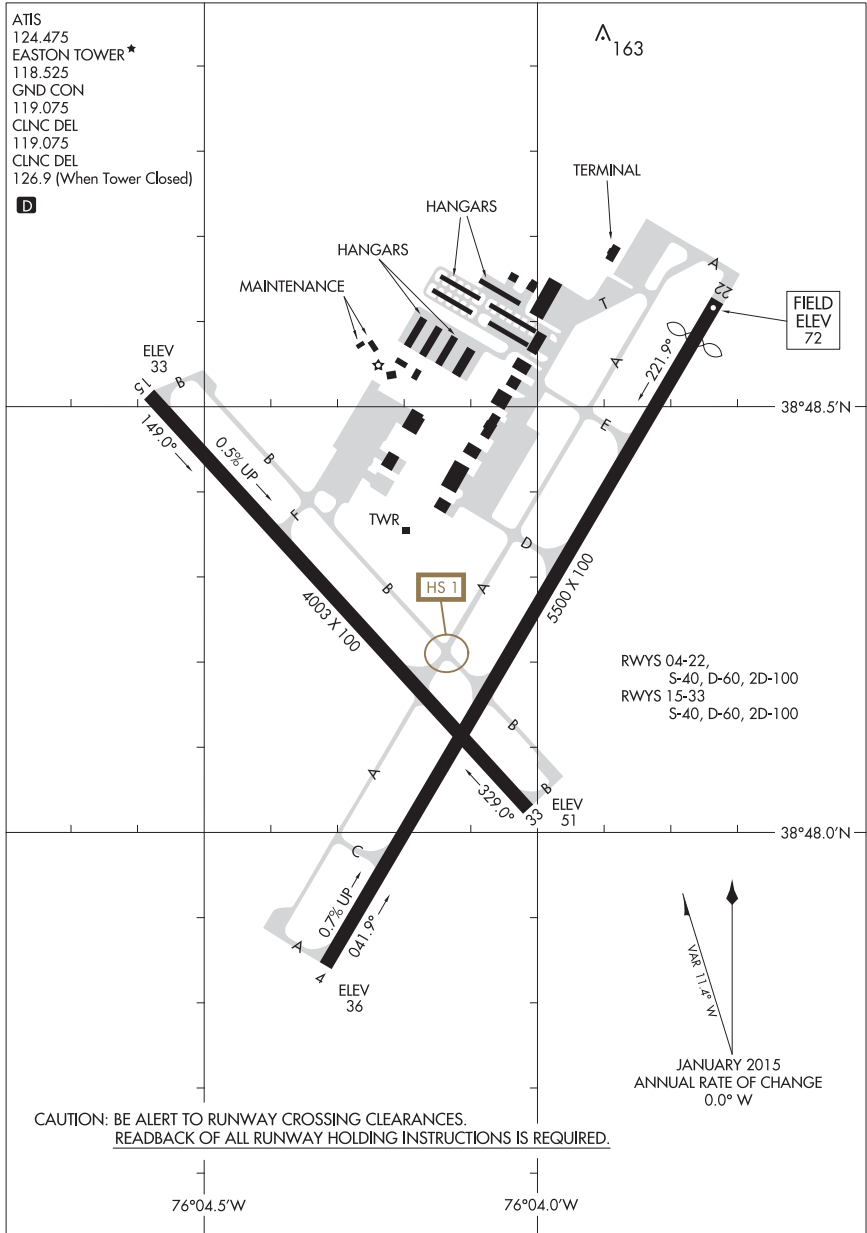 ATIS
124.475
EASTON TOWER★
118.525
GND CON
119.075
CLNC DEL
119.075
CLNC DEL
126.9 (When Tower Closed)
D
163
TERMINAL
HANGARS
HANGARS
MAINTENANCE
A
22
FIELD
ELEV
72
T
ELEV
33
15
B
A
221.9°
38°48.5'N
149.0°
0.5% UP
B
E
F
TWR
D
HS 1
B
A
5500 X 100
4003 X 100
RWYS 04-22,
S-40, D-60, 2D-100
RWYS 15-33
S-40, D-60, 2D-100
B
A
329.0°
B
33
ELEV
51
38°48.0'N
C
0.7% UP
041.9°
A
4
ELEV
36
VAR 11.4° W
JANUARY 2015
ANNUAL RATE OF CHANGE
0.0° W
CAUTION: BE ALERT TO RUNWAY CROSSING CLEARANCES.
READBACK OF ALL RUNWAY HOLDING INSTRUCTIONS IS REQUIRED.
76°04.5'W
76°04.0'W